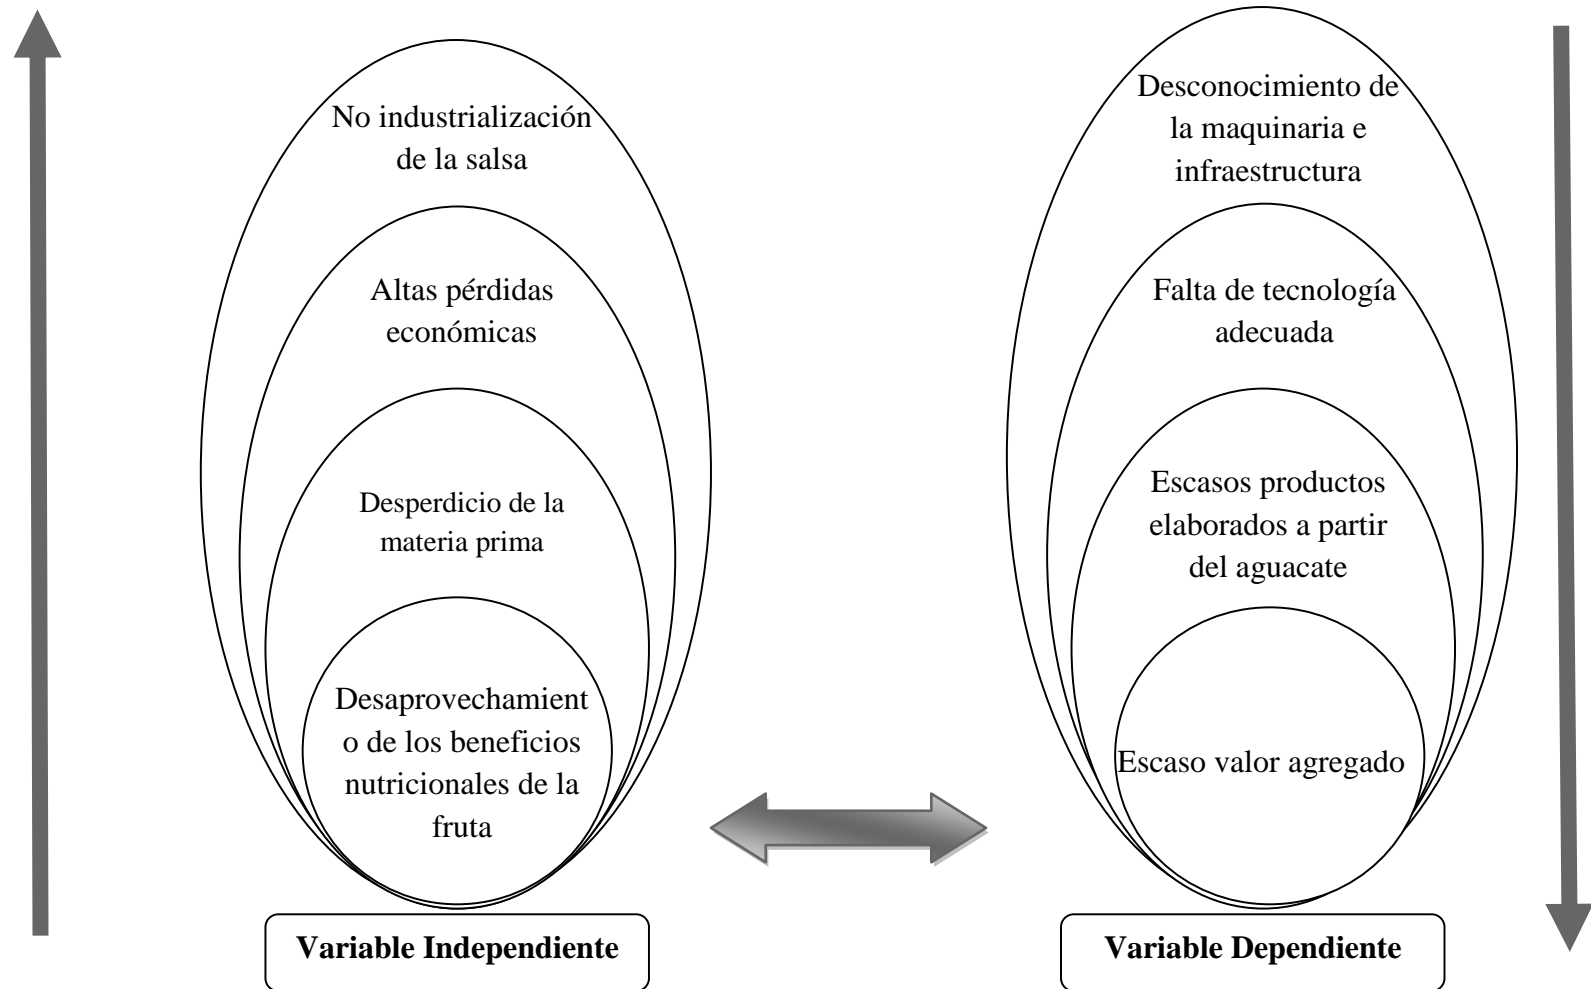 No industrialización
de la salsa
Altas pérdidas
económicas
Desperdicio de la
materia prima
Desaprovechamient
o de los beneficios
nutricionales de la
fruta
Variable Independiente
Desconocimiento de
la maquinaria e
infraestructura
Falta de tecnología
adecuada
Escasos productos
elaborados a partir
del aguacate
Escaso valor agregado
Variable Dependiente